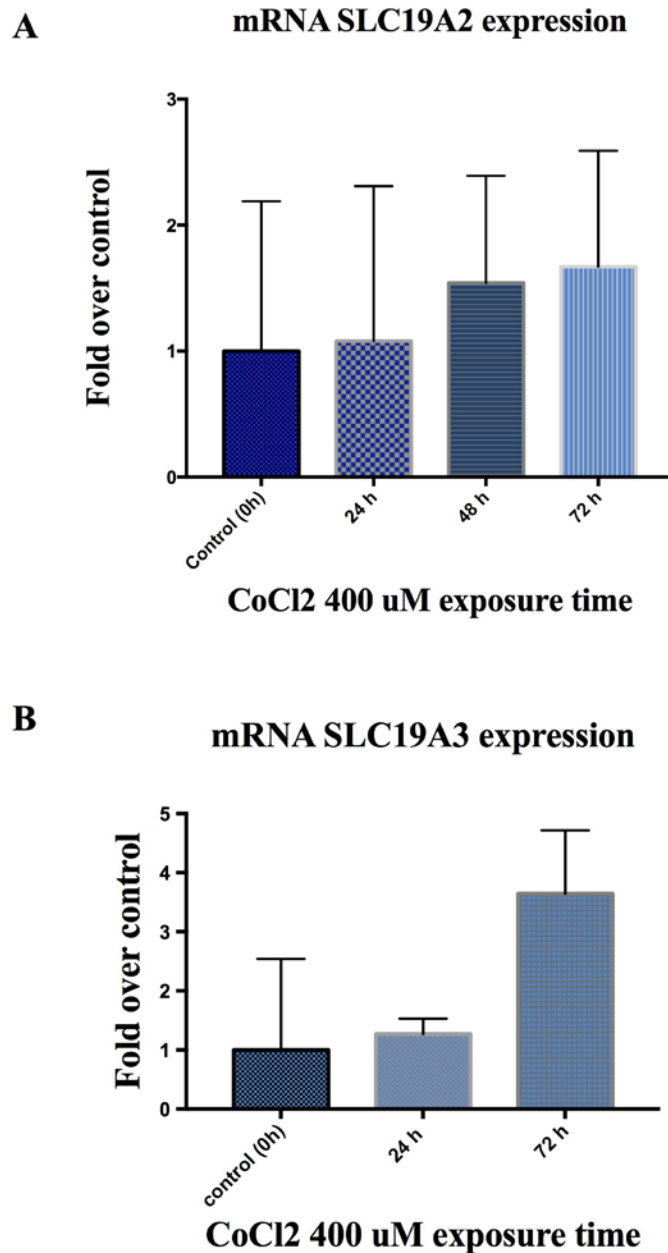 A
mRNA SLC19A2 expression
Fold over control
3
2
1
0
Control (0h)
24 h
48 h
72 h
CoCl2 400 uM exposure time
B
mRNA SLC19A3 expression
Fold over control
5
4
3
2
1
0
control (0h)
24 h
72 h
CoCl2 400 uM exposure time